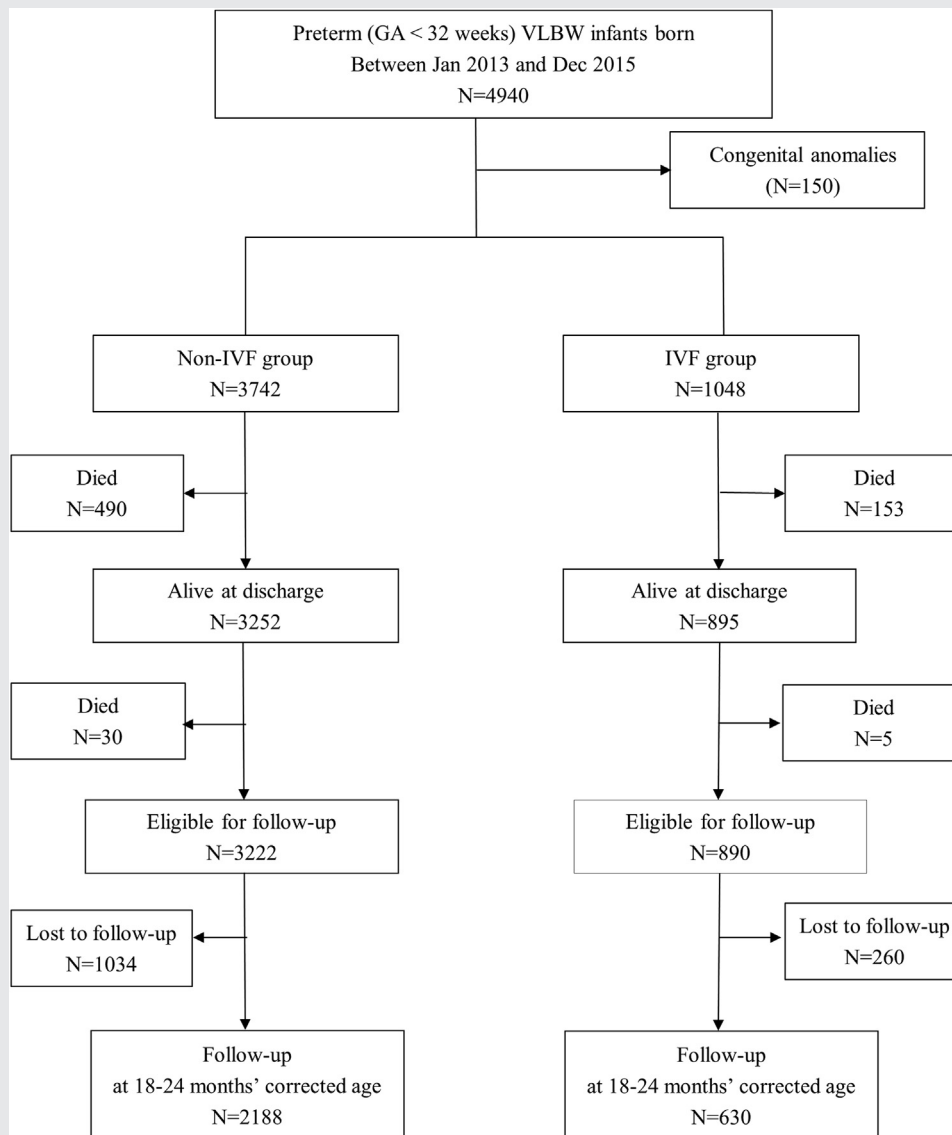 Preterm (GA < 32 weeks) VLBW infants born
Between Jan 2013 and Dec 2015
N=4940
Congenital anomalies
(N=150)
Non-IVF group
N=3742
IVF group
N=1048
Died
N=490
Died
N=153
Alive at discharge
N=3252
Alive at discharge
N=895
Died
N=30
Died
N=5
Eligible for follow-up
N=3222
Eligible for follow-up
N=890
Lost to follow-up
N=1034
Lost to follow-up
N=260
Follow-up
at 18-24 months’ corrected age
N=2188
Follow-up
at 18-24 months’ corrected age
N=630